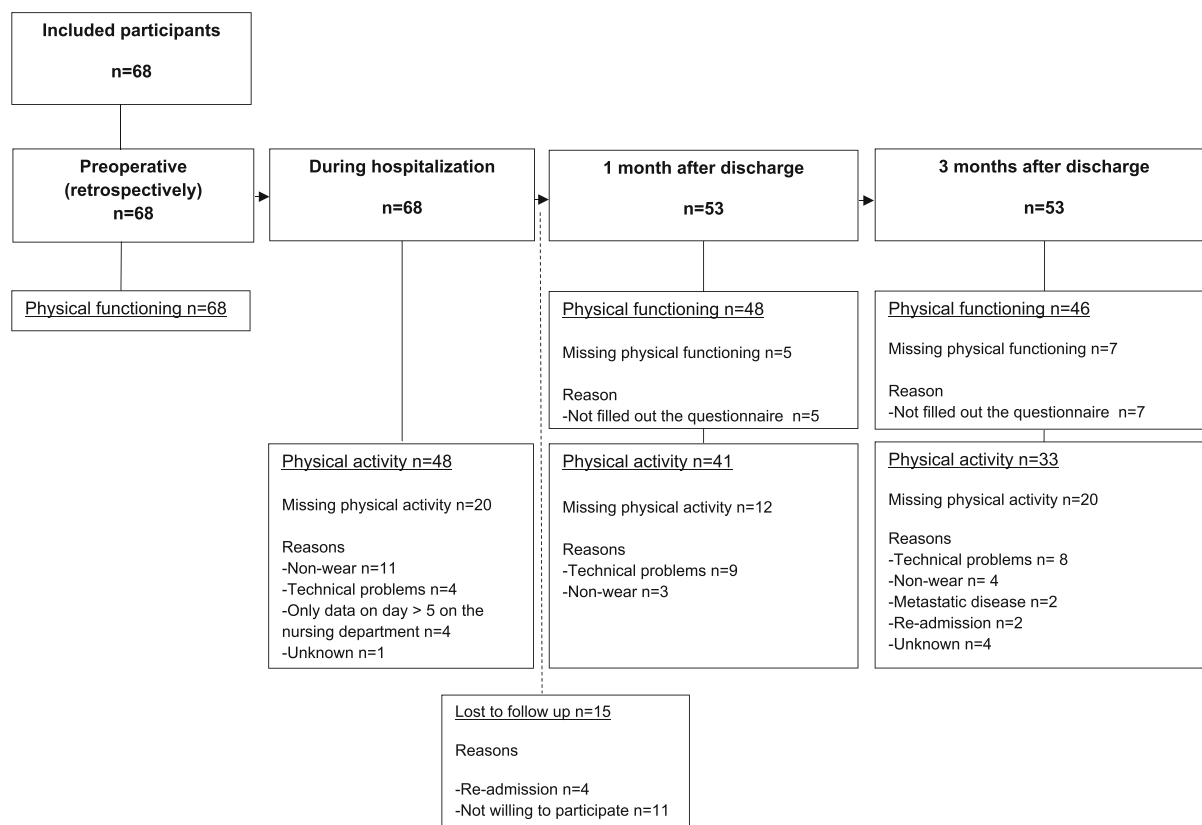 Included participants
n=68
Preoperative
(retrospectively)
n=68
Physical functioning n=68
During hospitalization
n=68
Physical activity n=48
Missing physical activity n=20
Reasons
-Non-wear n=11
-Technical problems n=4
-Only data on day > 5 on the
nursing department n=4
-Unknown n=1
Lost to follow up n=15
Reasons
-Re-admission n=4
-Not willing to participate n=11
1 month after discharge
n=53
Physical functioning n=48
Missing physical functioning n=5
Reason
-Not filled out the questionnaire  n=5
Physical activity n=41
Missing physical activity n=12
Reasons
-Technical problems n=9
-Non-wear n=3
3 months after discharge
n=53
Physical functioning n=46
Missing physical functioning n=7
Reason
-Not filled out the questionnaire  n=7
Physical activity n=33
Missing physical activity n=20
Reasons
-Technical problems n= 8
-Non-wear n= 4
-Metastatic disease n=2
-Re-admission n=2
-Unknown n=4